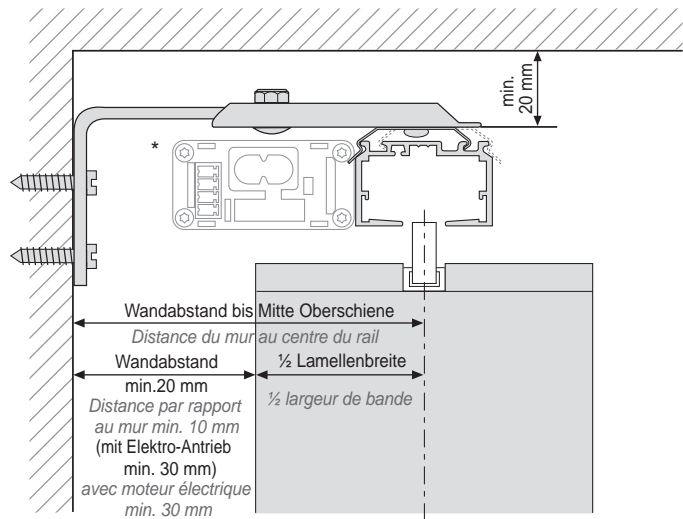 min.
20 mm
*
Wandabstand bis Mitte Oberschiene
Distance du mur au centre du rail
Wandabstand
min.20 mm
Distance par rapport
au mur min. 10 mm
(mit Elektro-Antrieb
min. 30 mm)
avec moteur électrique
min. 30 mm
½ Lamellenbreite
½ largeur de bande